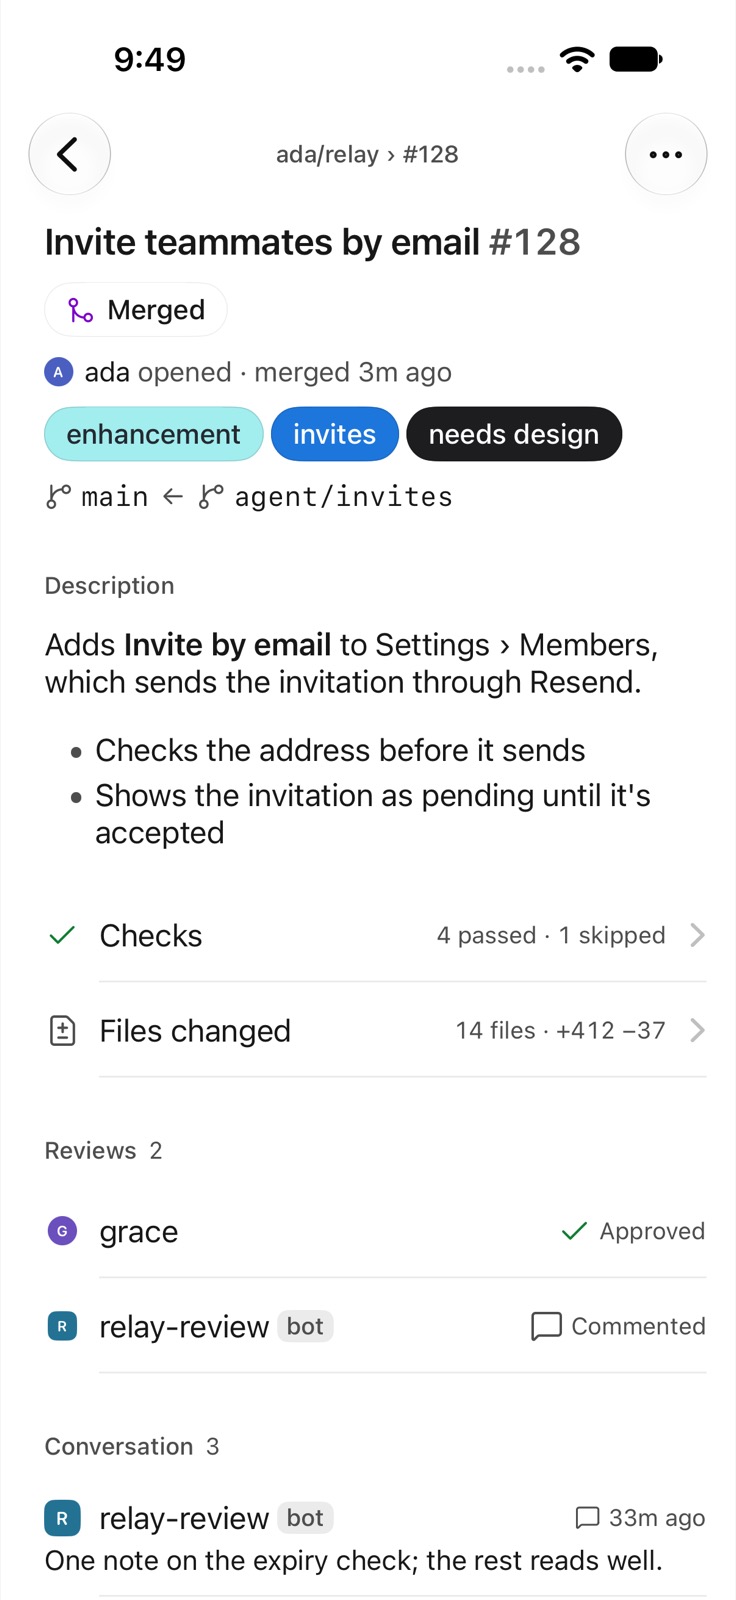 9:49
ada/relay › #128
Invite teammates by email #128
Merged
A ada opened · merged 3m ago
enhancement invites needs design
main ← agent/invites
Description
Adds Invite by email to Settings › Members,
which sends the invitation through Resend.
• Checks the address before it sends
• Shows the invitation as pending until it's
accepted
Checks 4 passed · 1 skipped
Files changed 14 files · +412 −37
Reviews 2
G grace Approved
R relay-review bot Commented
Conversation 3
R relay-review bot 33m ago
One note on the expiry check; the rest reads well.